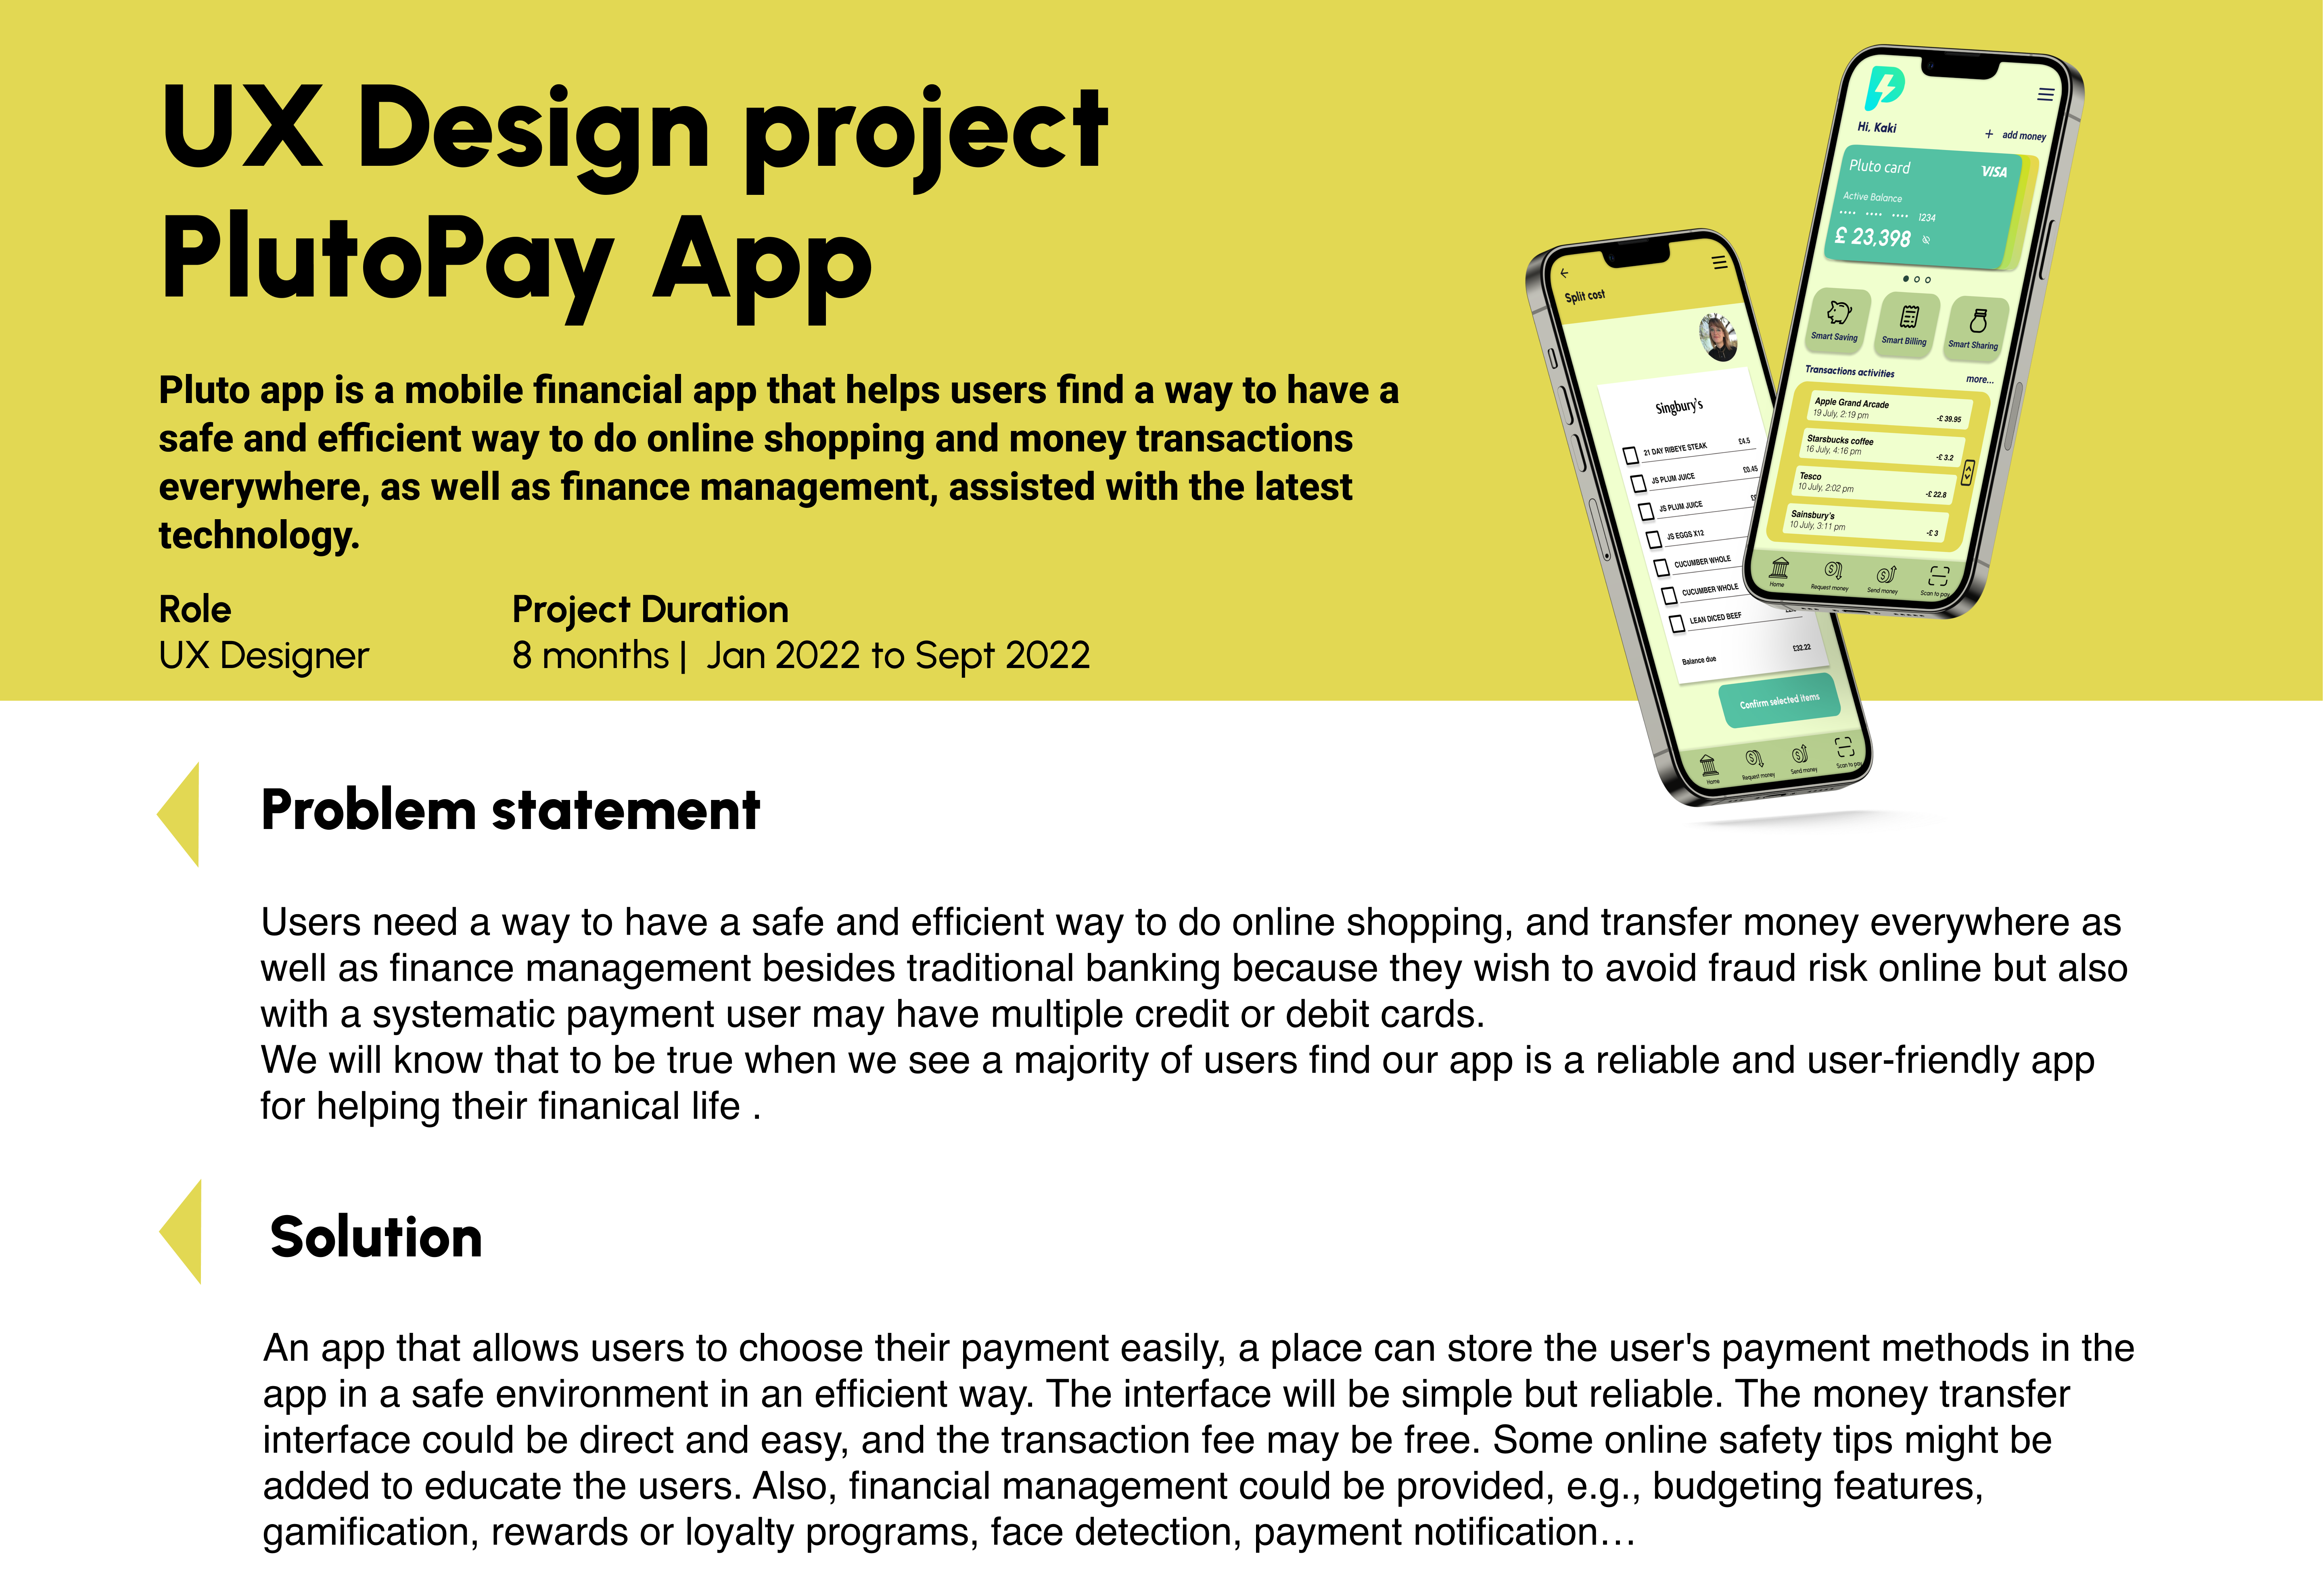 UX Design project
PlutoPay App
Pluto app is a mobile financial app that helps users find a way to have a
safe and efficient way to do online shopping and money transactions
everywhere, as well as finance management, assisted with the latest
technology.
Role
UX Designer
Project Duration
8 months | Jan 2022 to Sept 2022
Split cost
Singbury's
21 DAY RIBEYE STEAK £4.5
JS PLUM JUICE £0.45
JS PLUM JUICE
JS EGGS X12
CUCUMBER WHOLE
CUCUMBER WHOLE
LEAN DICED BEEF
Balance due £32.22
Confirm selected items
Home Request money Send money Scan to pay
Hi, Kaki
+ add money
Pluto card VISA
Active Balance
•••• •••• •••• 1234
£ 23,398
Smart Saving Smart Billing Smart Sharing
Transactions activities more...
Apple Grand Arcade
19 July, 2:19 pm -£ 39.95
Starsbucks coffee
16 July, 4:16 pm -£ 3.2
Tesco
10 July, 2:02 pm -£ 22.8
Sainsbury's
10 July, 3:11 pm -£ 3
Home Request money Send money Scan to pay
Problem statement
Users need a way to have a safe and efficient way to do online shopping, and transfer money everywhere as
well as finance management besides traditional banking because they wish to avoid fraud risk online but also
with a systematic payment user may have multiple credit or debit cards.
We will know that to be true when we see a majority of users find our app is a reliable and user-friendly app
for helping their finanical life .
Solution
An app that allows users to choose their payment easily, a place can store the user's payment methods in the
app in a safe environment in an efficient way. The interface will be simple but reliable. The money transfer
interface could be direct and easy, and the transaction fee may be free. Some online safety tips might be
added to educate the users. Also, financial management could be provided, e.g., budgeting features,
gamification, rewards or loyalty programs, face detection, payment notification…